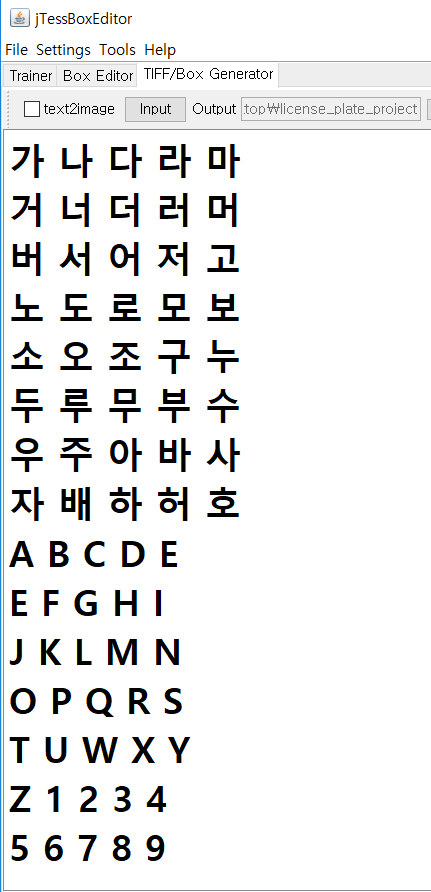 jTessBoxEditor
File Settings Tools Help
Trainer Box Editor TIFF/Box Generator
text2image Input Output top₩license_plate_project
가 나 다 라 마
거 너 더 러 머
버 서 어 저 고
노 도 로 모 보
소 오 조 구 누
두 루 무 부 수
우 주 아 바 사
자 배 하 허 호
A B C D E
E F G H I
J K L M N
O P Q R S
T U W X Y
Z 1 2 3 4
5 6 7 8 9